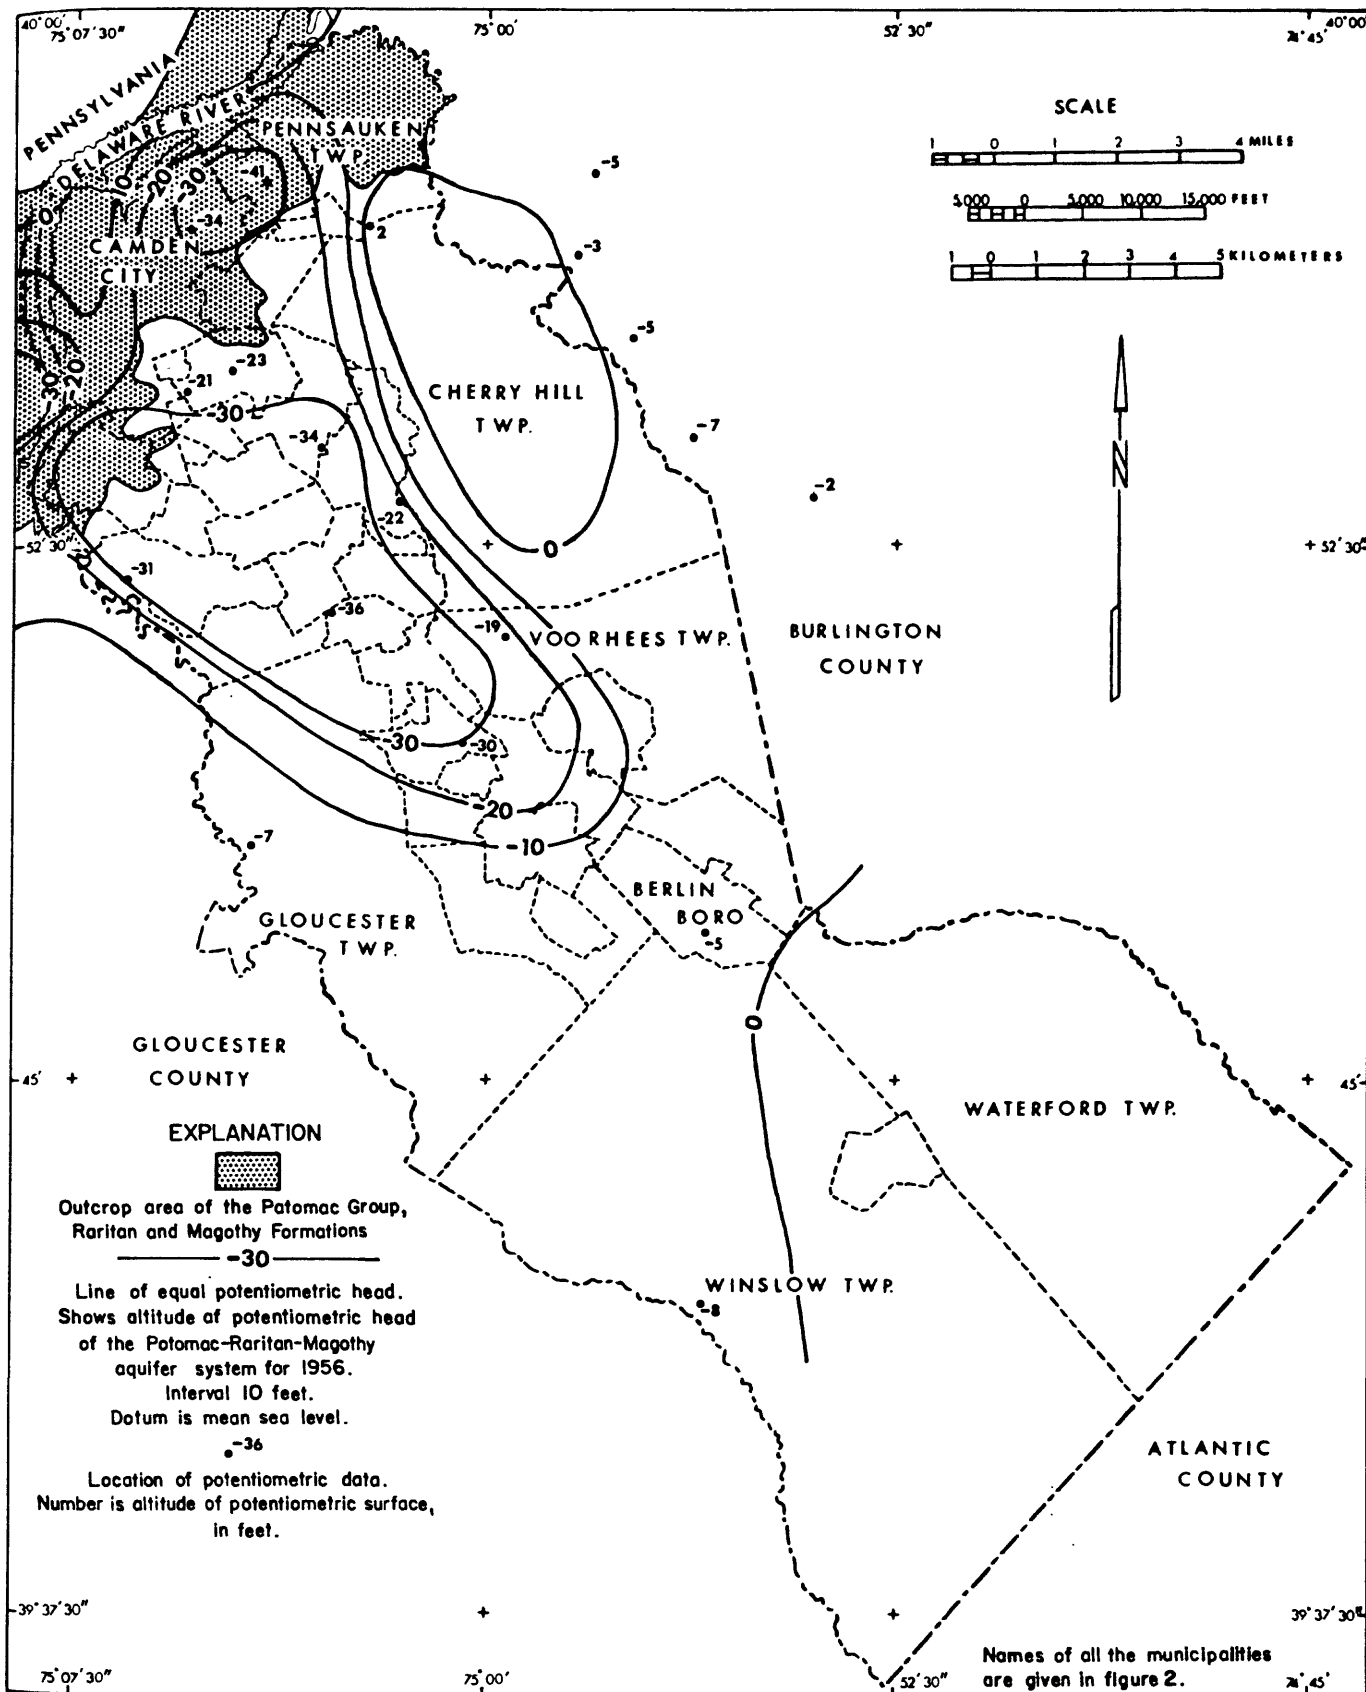 40° 00'
75° 07' 30"
75° 00'
52' 30"
74° 45'
40° 00'
PENNSYLVANIA
DELAWARE RIVER
PENNSAUKEN
TWP.
SCALE
1 0 1 2 3 4 MILES
5,000 0 5,000 10,000 15,000 FEET
1 0 1 2 3 4 5 KILOMETERS
0
-10
-20
-30
-41
-34
CAMDEN
CITY
2
-5
-3
-5
-7
-2
N
-30
-20
-21
-23
-30
-34
-22
CHERRY HILL
TWP.
0
52' 30"
52' 30"
0
-31
-36
-19
VOORHEES TWP.
BURLINGTON
COUNTY
-30
-30
-20
-10
-7
GLOUCESTER
TWP.
BERLIN
BORO
-5
0
GLOUCESTER
COUNTY
45'
45'
WATERFORD TWP.
WINSLOW TWP.
-8
ATLANTIC
COUNTY
EXPLANATION
Outcrop area of the Patomac Group,
Raritan and Magothy Formations
-30
Line of equal potentiometric head.
Shows altitude of potentiometric head
of the Potomac-Raritan-Magothy
aquifer system for 1956.
Interval 10 feet.
Datum is mean sea level.
-36
Location of potentiometric data.
Number is altitude of potentiometric surface,
in feet.
39° 37' 30"
39° 37' 30"
75° 07' 30"
75° 00'
52' 30"
74° 45'
Names of all the municipalities
are given in figure 2.